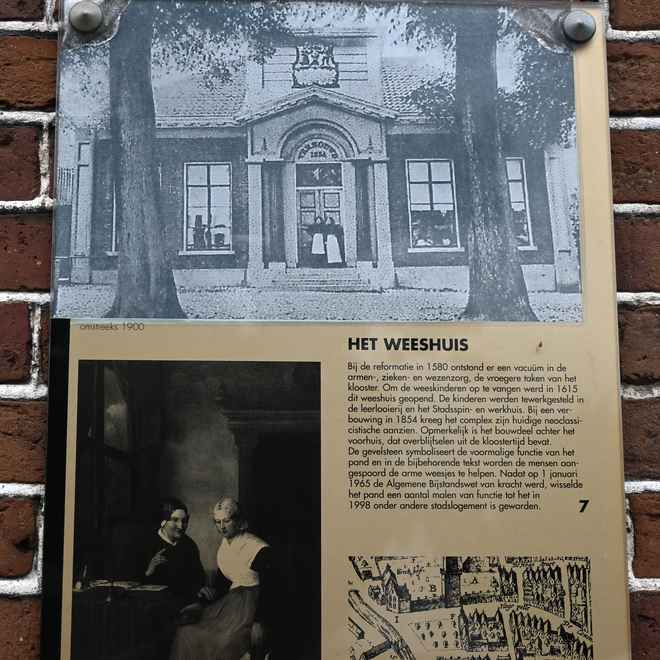 1854
omstreeks 1900
HET WEESHUIS
Bij de reformatie in 1580 ontstond er een vacuüm in de
armen-, zieken- en wezenzorg, de vroegere taken van het
klooster. Om de weeskinderen op te vangen werd in 1615
dit weeshuis geopend. De kinderen werden tewerkgesteld in
de leerlooierij en het Stadsspin- en werkhuis. Bij een ver-
bouwing in 1854 kreeg het complex zijn huidige neoclassi-
cistische aanzien. Opmerkelijk is het bouwdeel achter het
voorhuis, dat overblijfselen uit de kloostertijd bevat.
De gevelsteen symboliseert de voormalige functie van het
pand en in de bijbehorende tekst worden de mensen aan-
gespoord de arme weesjes te helpen. Nadat op 1 januari
1965 de Algemene Bijstandswet van kracht werd, wisselde
het pand een aantal malen van functie tot het in
1998 onder andere stadslogement is geworden.
7
A
B
I